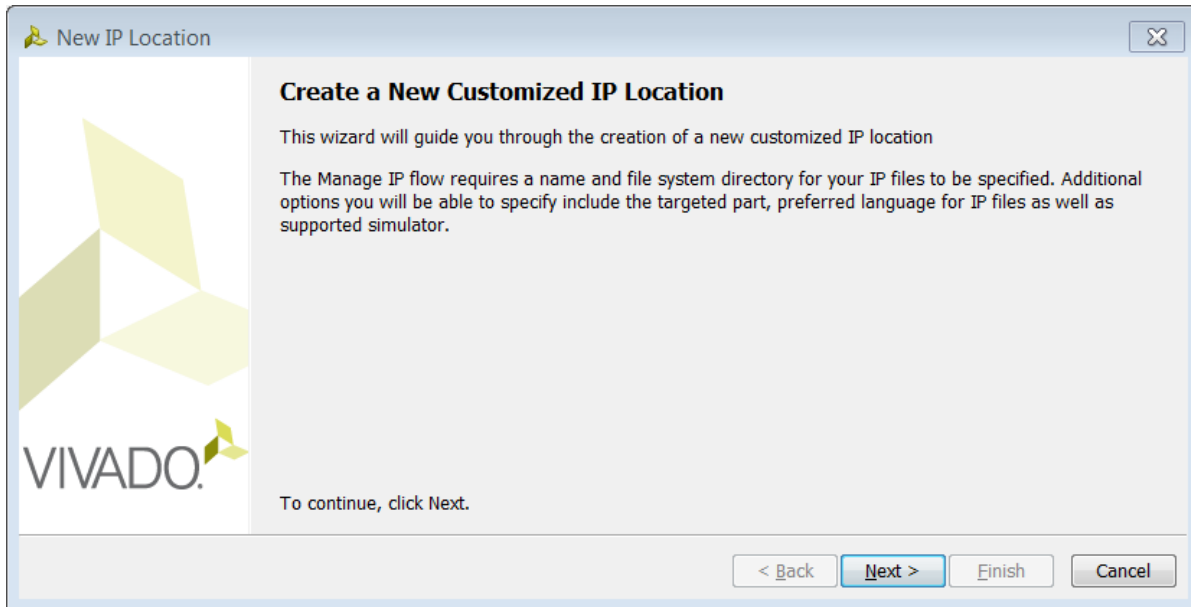 New IP Location
Create a New Customized IP Location
This wizard will guide you through the creation of a new customized IP location
The Manage IP flow requires a name and file system directory for your IP files to be specified. Additional
options you will be able to specify include the targeted part, preferred language for IP files as well as
supported simulator.
VIVADO.
To continue, click Next.
< Back Next > Finish Cancel